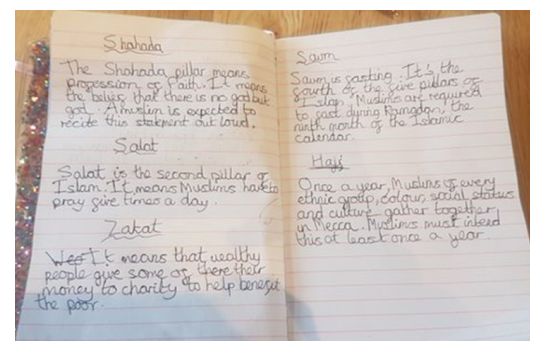 Shahada
The Shahada pillar means
profession of faith. It means
the belief that there is no god but
god. A muslim is expected to
recite this statement out loud.
Salat
Salat is the second pillar of
Islam. It means Muslims have to
pray five times a day.
Zakat
It means that wealthy
people give some of there their
money to charity to help benefit
the poor.
Sawm
Sawm is fasting. It's the
fourth of the five pillars of
Islam. Muslims are required
to fast during Ramadan, the
ninth month of the Islamic
calendar.
Hajj
Once a year, Muslims of every
ethnic group, colour, social status
and culture gather together
in Mecca. Muslims must
this at least once a year.